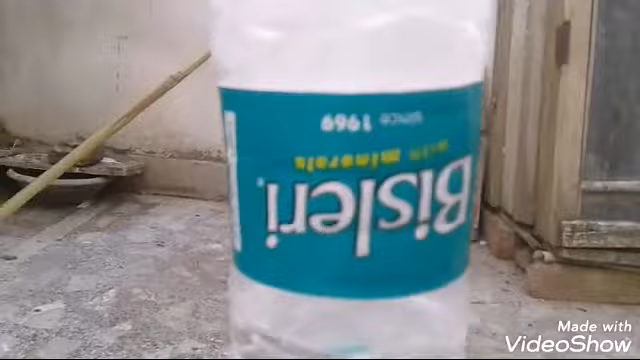 Bisleri
with minerals
SINCE 1969
Made with
VideoShow